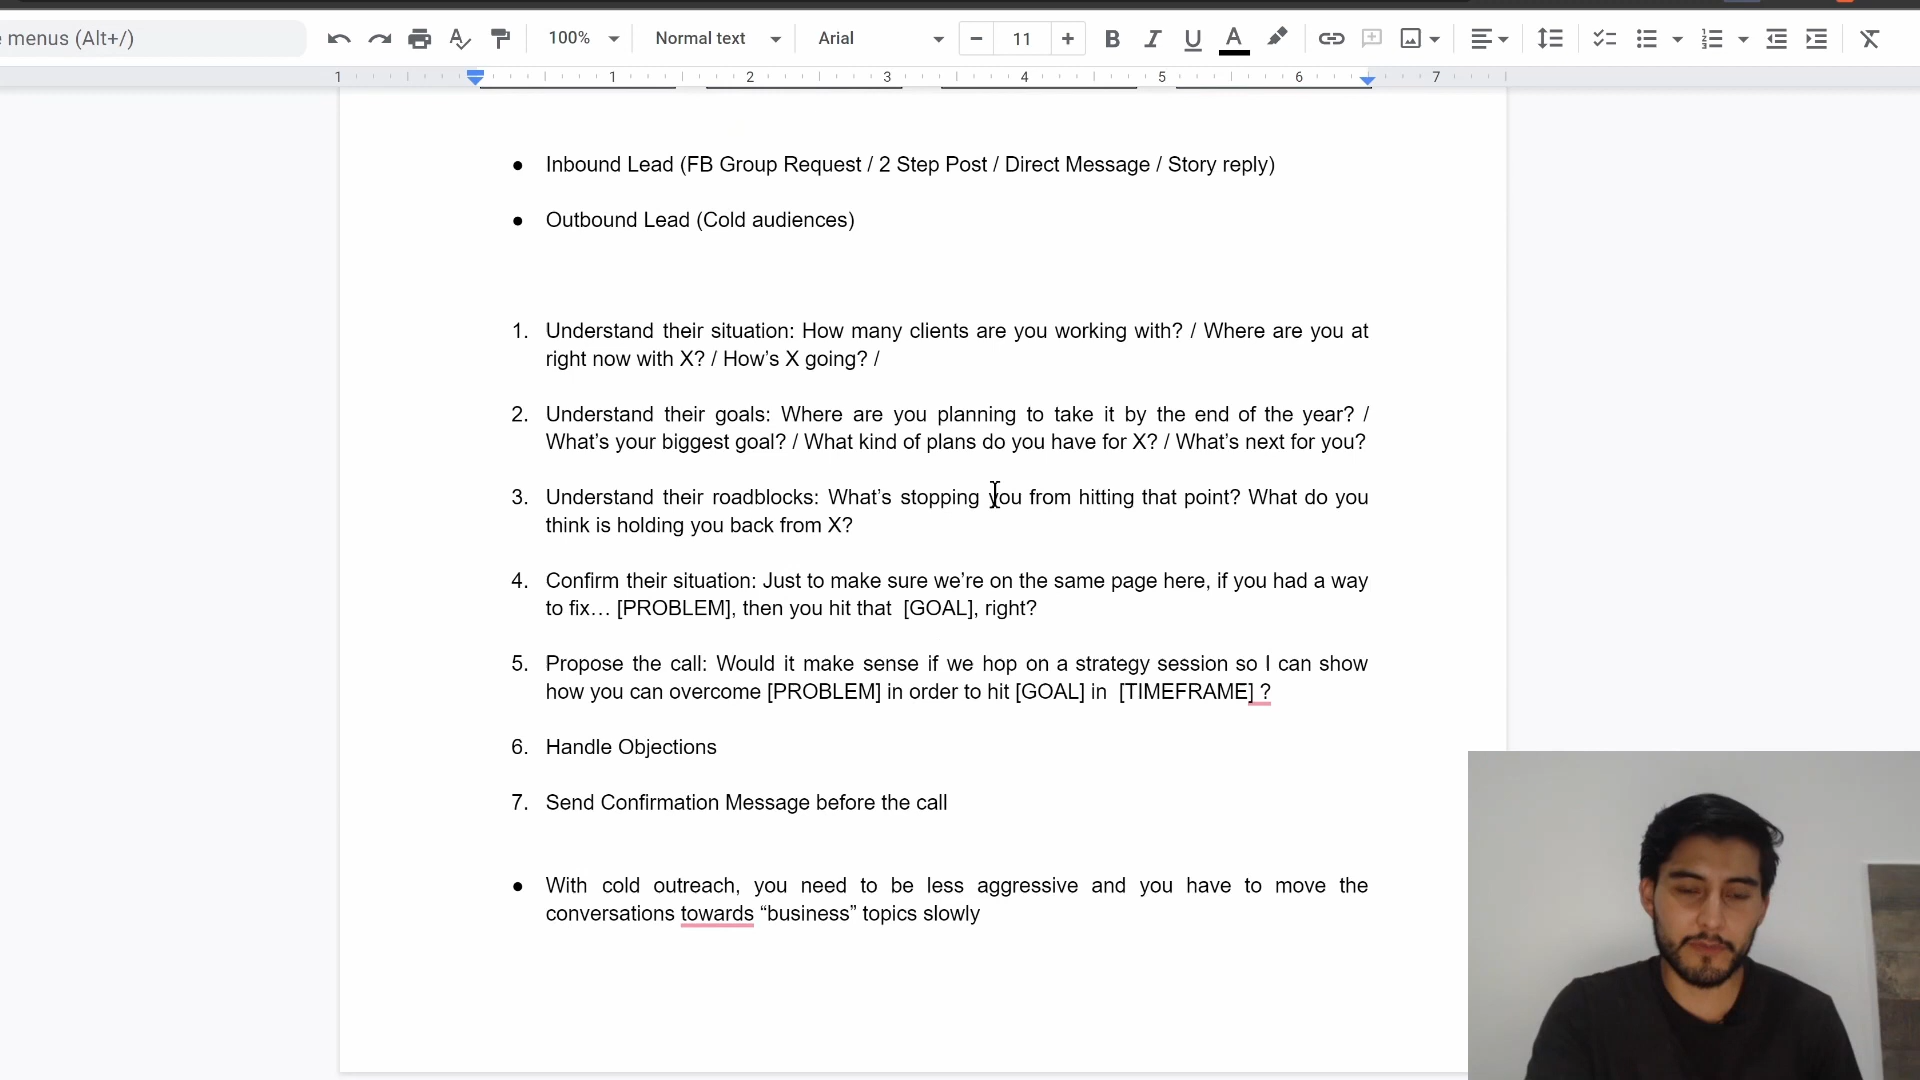 menus (Alt+/)
100%
Normal text
Arial
11
B I U A
1 1 2 3 4 5 6 7
● Inbound Lead (FB Group Request / 2 Step Post / Direct Message / Story reply)
● Outbound Lead (Cold audiences)
1. Understand their situation: How many clients are you working with? / Where are you at
right now with X? / How’s X going? /
2. Understand their goals: Where are you planning to take it by the end of the year? /
What’s your biggest goal? / What kind of plans do you have for X? / What’s next for you?
3. Understand their roadblocks: What’s stopping you from hitting that point? What do you
think is holding you back from X?
4. Confirm their situation: Just to make sure we’re on the same page here, if you had a way
to fix… [PROBLEM], then you hit that  [GOAL], right?
5. Propose the call: Would it make sense if we hop on a strategy session so I can show
how you can overcome [PROBLEM] in order to hit [GOAL] in  [TIMEFRAME] ?
6. Handle Objections
7. Send Confirmation Message before the call
● With cold outreach, you need to be less aggressive and you have to move the
conversations towards “business” topics slowly